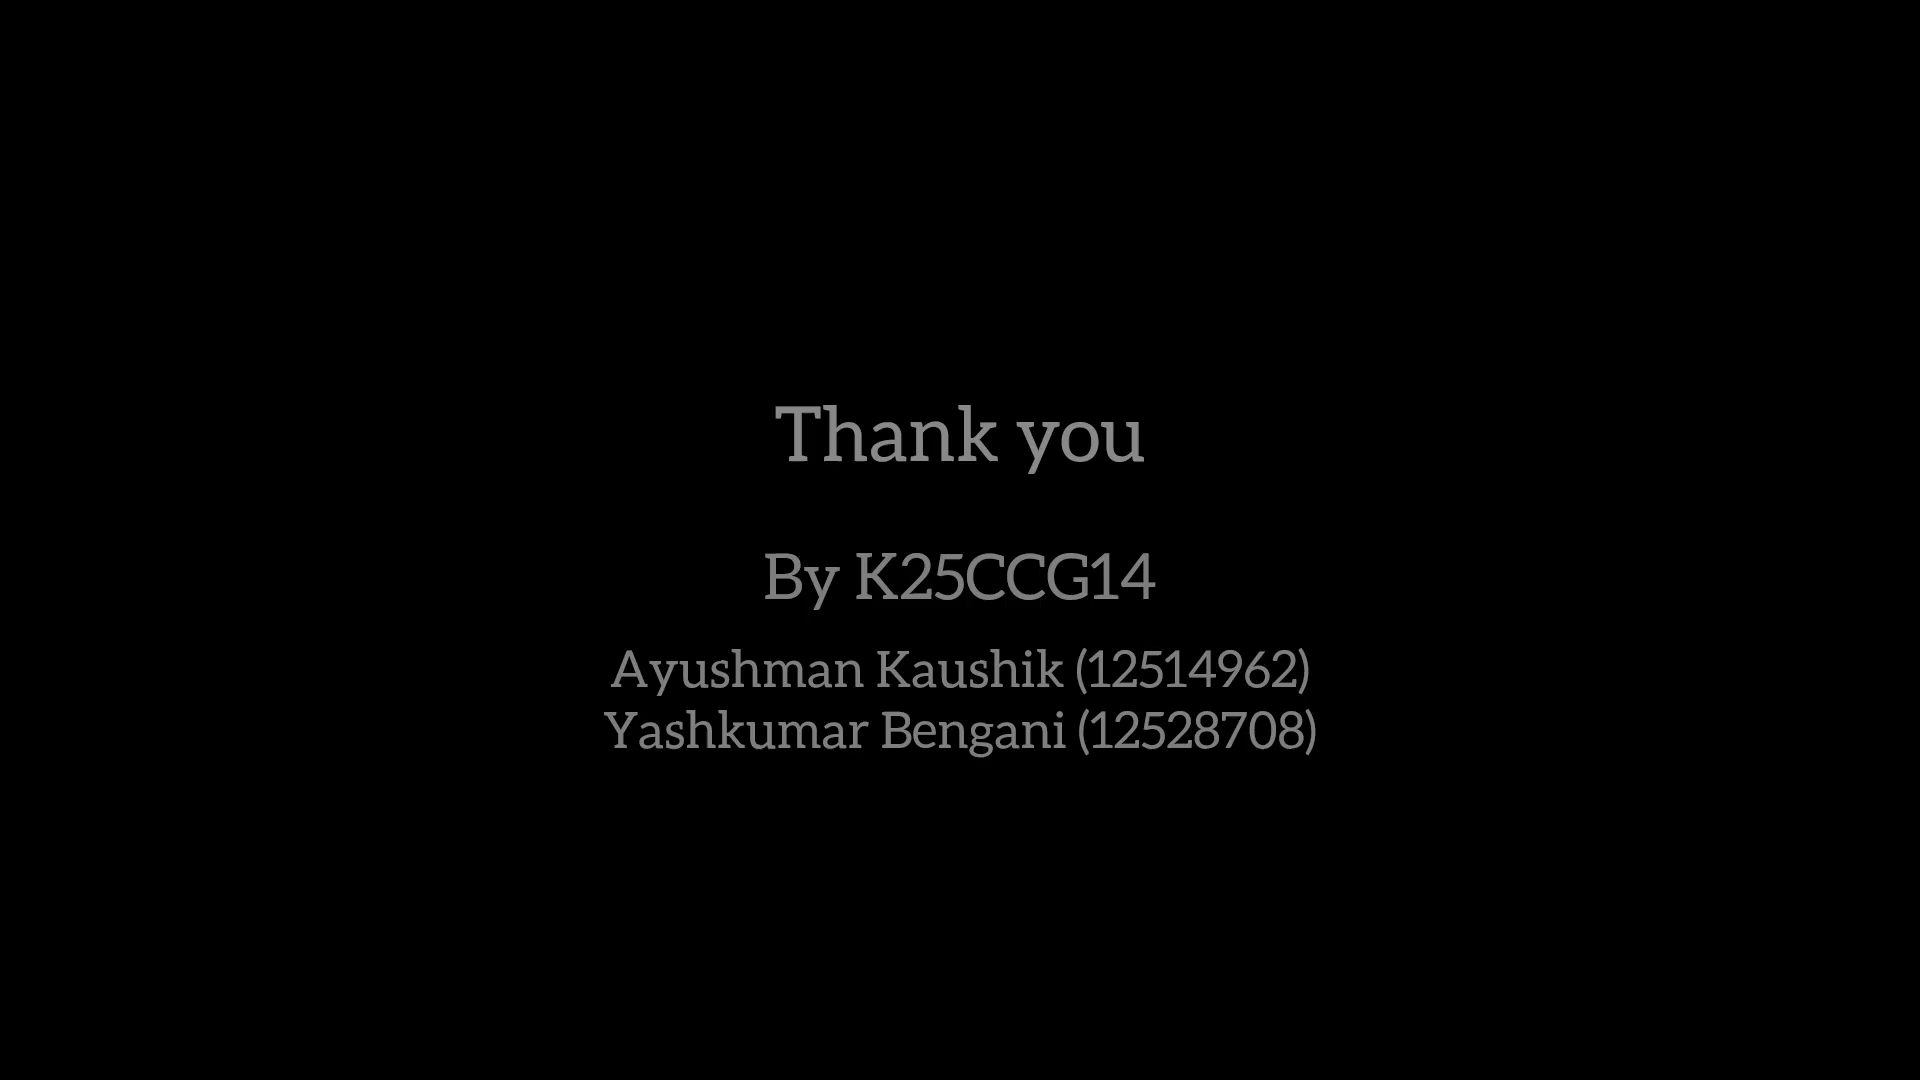 Thank you
By K25CCG14
Ayushman Kaushik (12514962)
Yashkumar Bengani (12528708)